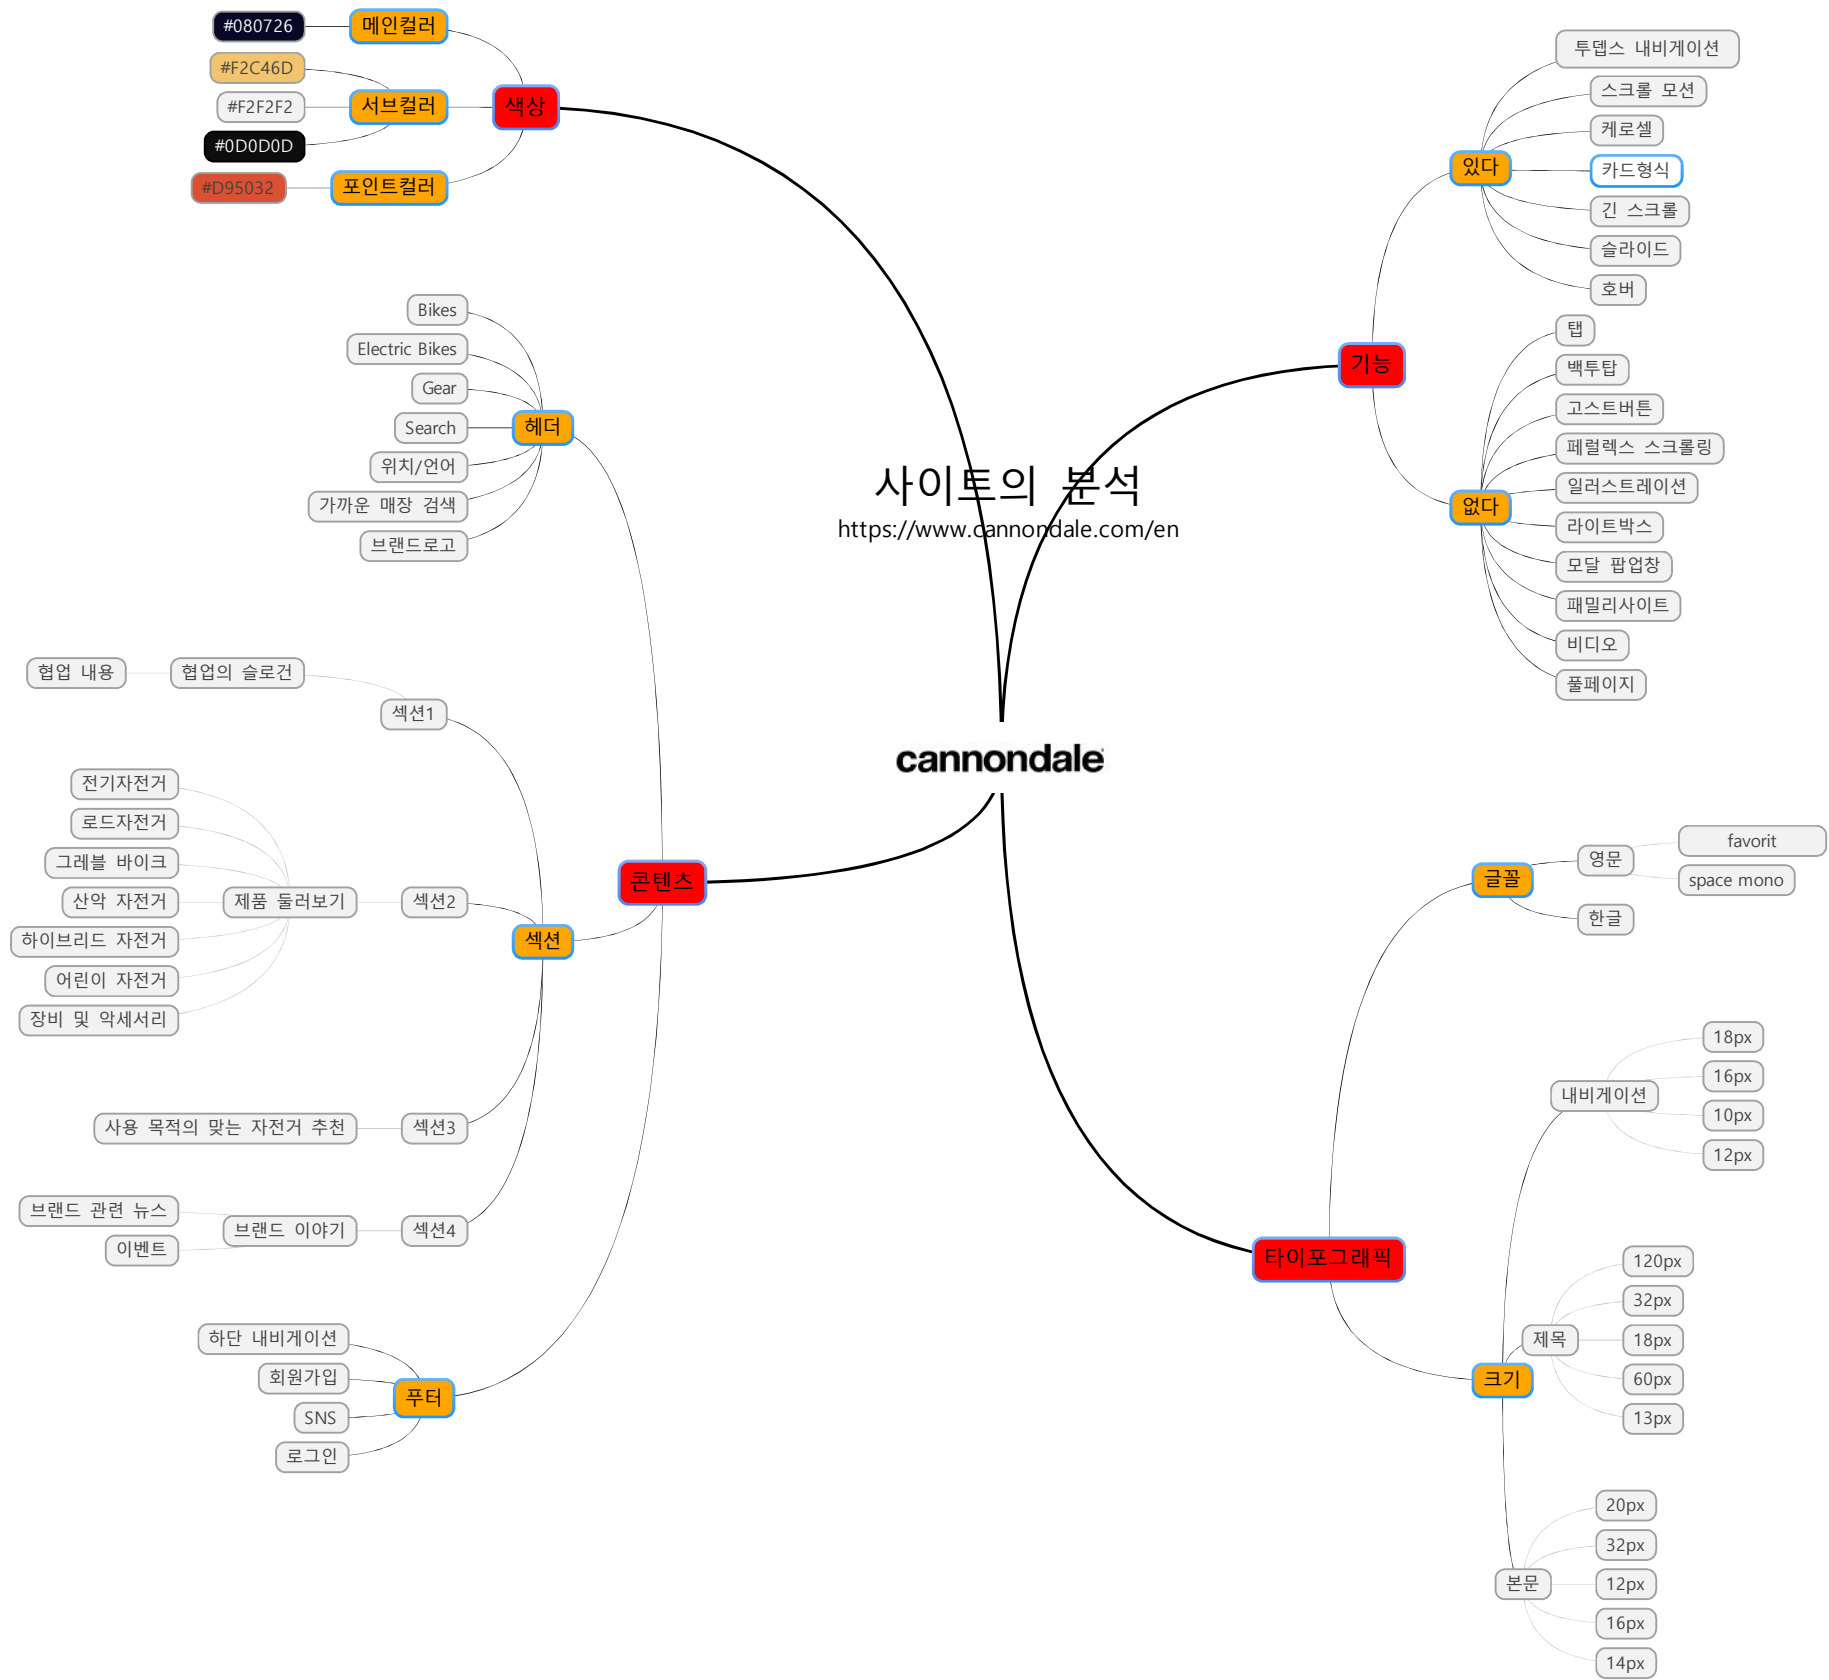 사이트의 분석
https://www.cannondale.com/en
cannondale
색상
메인컬러
#080726
서브컬러
#F2C46D
#F2F2F2
#0D0D0D
포인트컬러
#D95032
콘텐츠
헤더
Bikes
Electric Bikes
Gear
Search
위치/언어
가까운 매장 검색
브랜드로고
섹션
섹션1
협업의 슬로건
협업 내용
섹션2
제품 둘러보기
전기자전거
로드자전거
그레블 바이크
산악 자전거
하이브리드 자전거
어린이 자전거
장비 및 악세서리
섹션3
사용 목적의 맞는 자전거 추천
섹션4
브랜드 이야기
브랜드 관련 뉴스
이벤트
푸터
하단 내비게이션
회원가입
SNS
로그인
기능
있다
투뎁스 내비게이션
스크롤 모션
케로셀
카드형식
긴 스크롤
슬라이드
호버
없다
탭
백투탑
고스트버튼
페럴렉스 스크롤링
일러스트레이션
라이트박스
모달 팝업창
패밀리사이트
비디오
풀페이지
타이포그래픽
글꼴
영문
favorit
space mono
한글
크기
내비게이션
18px
16px
10px
12px
제목
120px
32px
18px
60px
13px
본문
20px
32px
12px
16px
14px